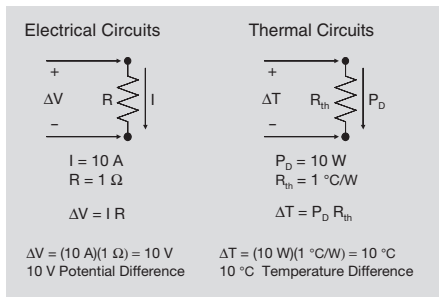 Electrical Circuits
+
ΔV
R
I
–
I = 10 A
R = 1 Ω
ΔV = I R
ΔV = (10 A)(1 Ω) = 10 V
10 V Potential Difference
Thermal Circuits
+
ΔT
Rth
PD
–
PD = 10 W
Rth = 1 °C/W
ΔT = PD Rth
ΔT = (10 W)(1 °C/W) = 10 °C
10 °C Temperature Difference